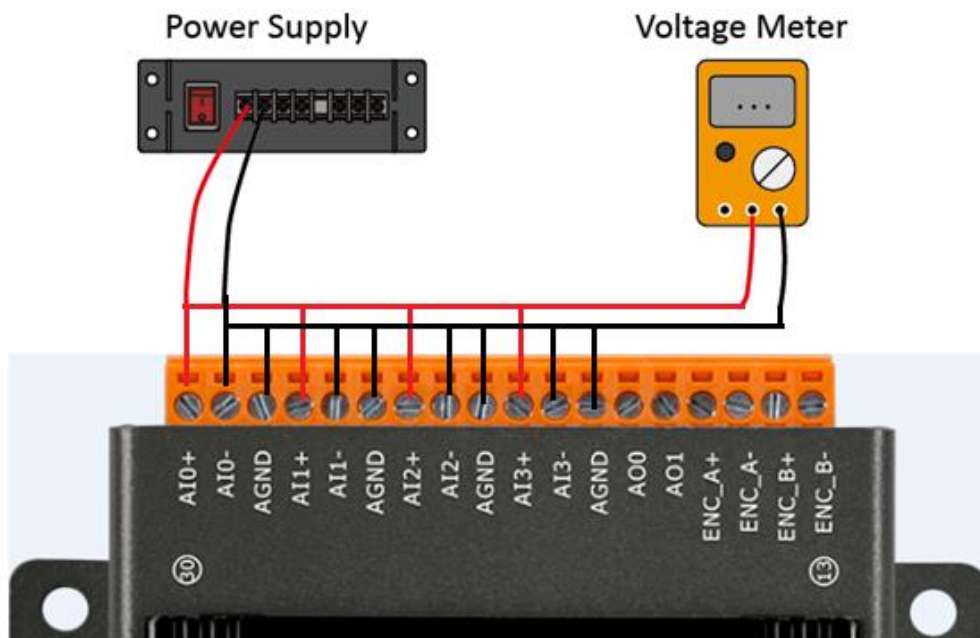 Power Supply
Voltage Meter
...
AI0+
AI0-
AGND
AI1+
AI1-
AGND
AI2+
AI2-
AGND
AI3+
AI3-
AGND
AO0
AO1
ENC_A+
ENC_A-
ENC_B+
ENC_B-
30
13